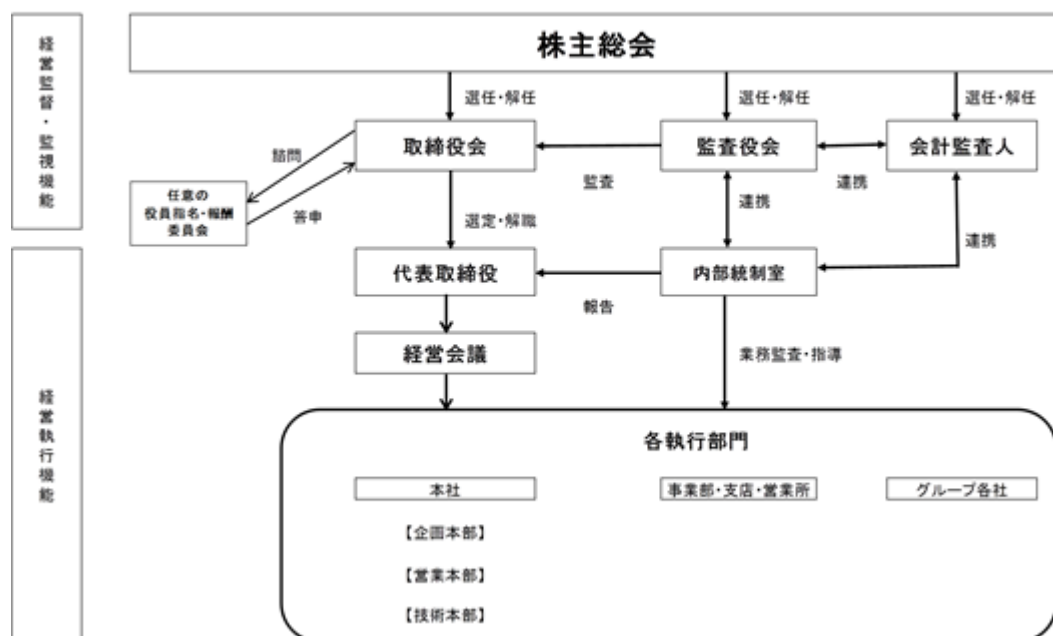 経営監督・監視機能
株主総会
選任・解任
選任・解任
選任・解任
取締役会
監査役会
会計監査人
諮問
監査
連携
任意の
役員指名・報酬
委員会
答申
選定・解職
連携
連携
経営執行機能
代表取締役
内部統制室
報告
経営会議
業務監査・指導
各執行部門
本社
事業部・支店・営業所
グループ各社
【企画本部】
【営業本部】
【技術本部】